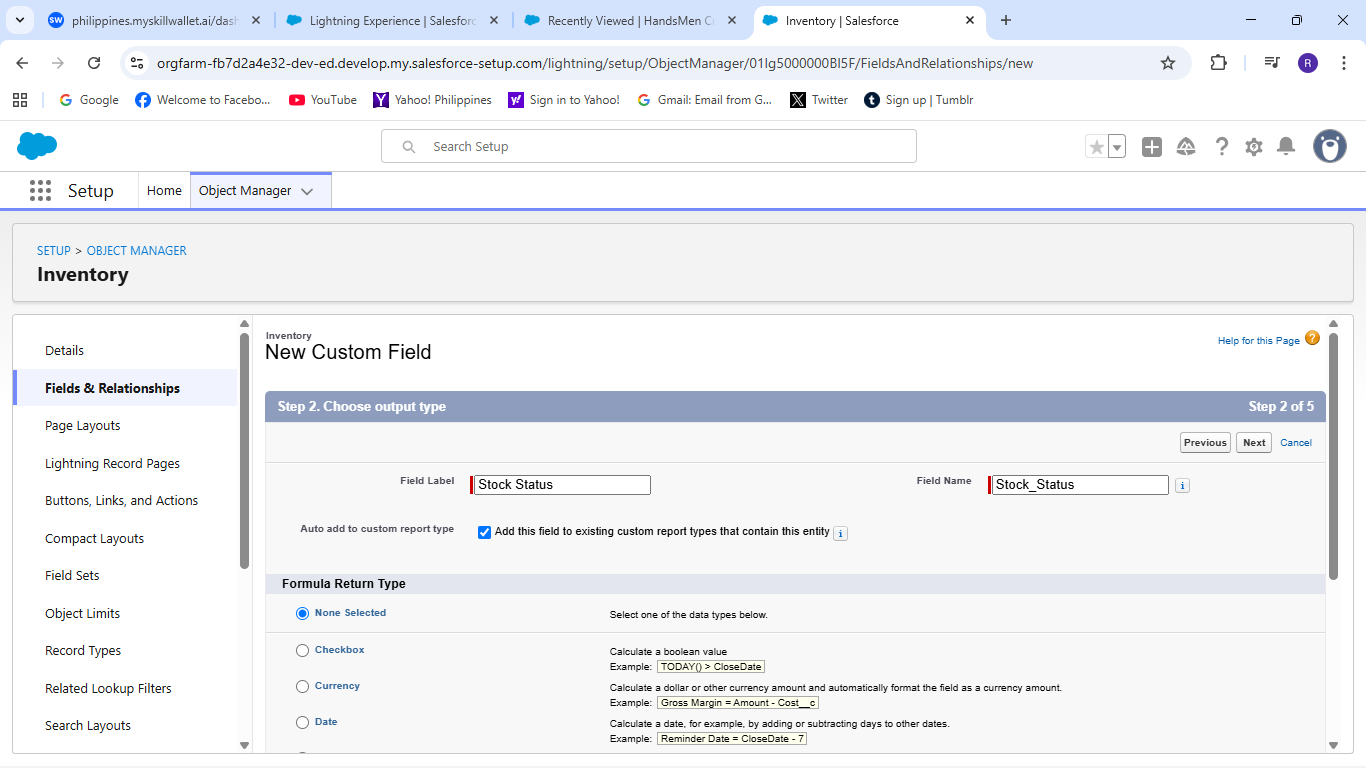 philippines.myskillwallet.ai/dash
Lightning Experience | Salesforc
Recently Viewed | HandsMen C
Inventory | Salesforce
orgfarm-fb7d2a4e32-dev-ed.develop.my.salesforce-setup.com/lightning/setup/ObjectManager/01Ig5000000BI5F/FieldsAndRelationships/new
R
Google
Welcome to Facebo...
YouTube
Yahoo! Philippines
Sign in to Yahoo!
Gmail: Email from G...
Twitter
Sign up | Tumblr
Search Setup
Setup
Home
Object Manager
SETUP > OBJECT MANAGER
Inventory
Details
Fields & Relationships
Page Layouts
Lightning Record Pages
Buttons, Links, and Actions
Compact Layouts
Field Sets
Object Limits
Record Types
Related Lookup Filters
Search Layouts
Inventory
New Custom Field
Help for this Page
Step 2. Choose output type
Step 2 of 5
Previous
Next
Cancel
Field Label
Stock Status
Field Name
Stock_Status
Auto add to custom report type
Add this field to existing custom report types that contain this entity
Formula Return Type
None Selected
Select one of the data types below.
Checkbox
Calculate a boolean value
Example: TODAY() > CloseDate
Currency
Calculate a dollar or other currency amount and automatically format the field as a currency amount.
Example: Gross Margin = Amount - Cost__c
Date
Calculate a date, for example, by adding or subtracting days to other dates.
Example: Reminder Date = CloseDate - 7